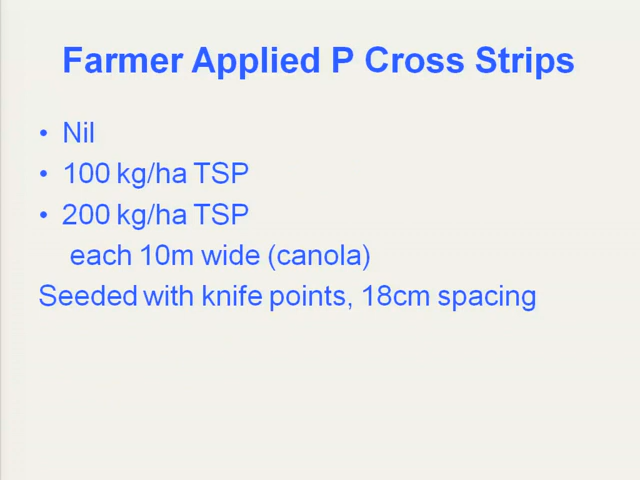 Farmer Applied P Cross Strips
• Nil
• 100 kg/ha TSP
• 200 kg/ha TSP
each 10m wide (canola)
Seeded with knife points, 18cm spacing